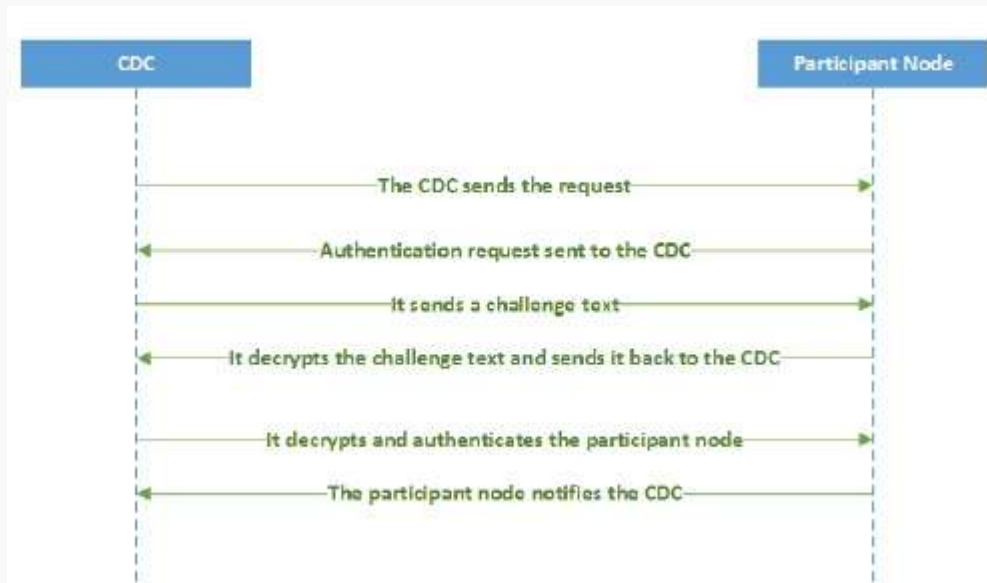 CDC
Participant Node
The CDC sends the request
Authentication request sent to the CDC
It sends a challenge text
It decrypts the challenge text and sends it back to the CDC
It decrypts and authenticates the participant node
The participant node notifies the CDC